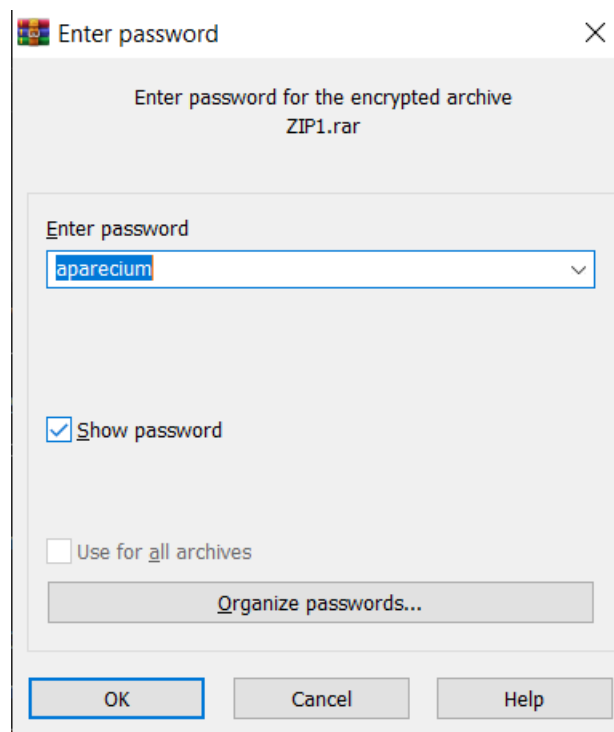 Enter password
Enter password for the encrypted archive
ZIP1.rar
Enter password
aparecium
Show password
Use for all archives
Organize passwords...
OK Cancel Help